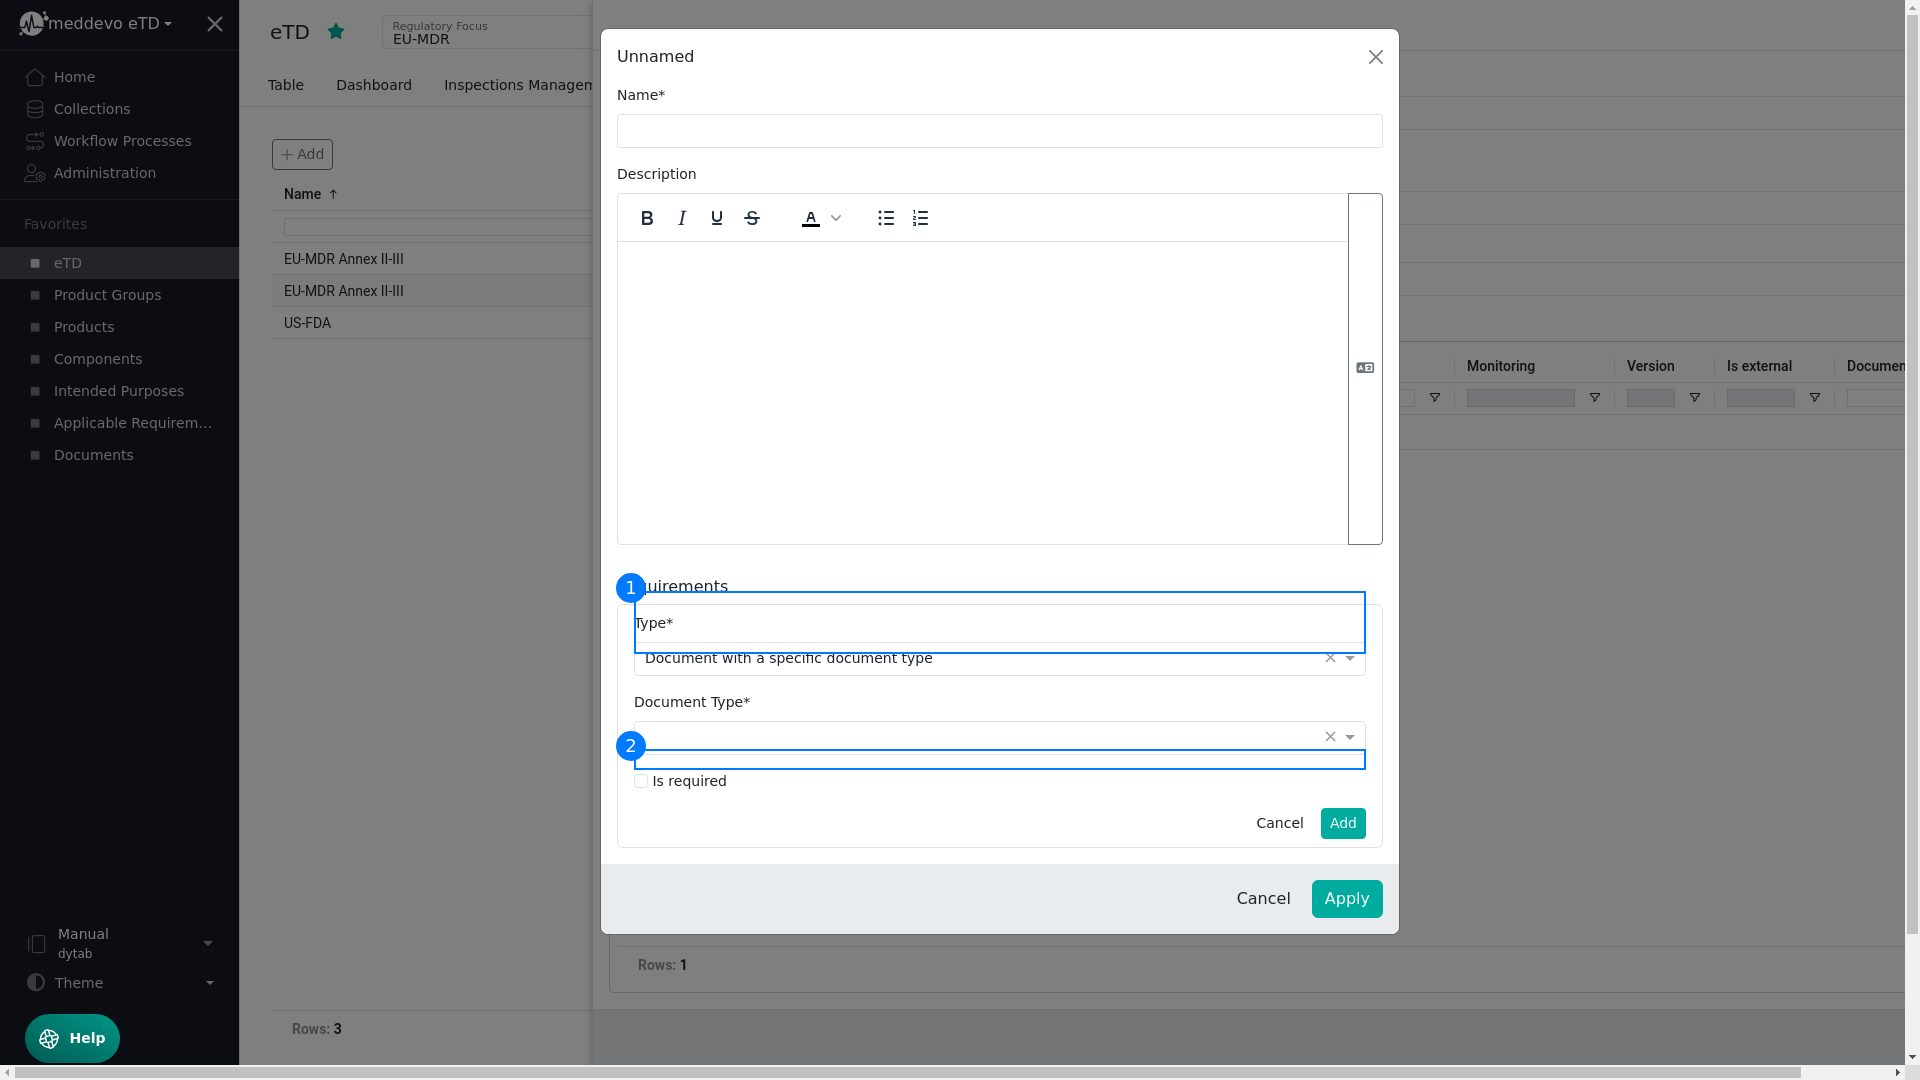 meddevo eTD
Home
Collections
Workflow Processes
Administration
Favorites
eTD
Product Groups
Products
Components
Intended Purposes
Applicable Requirem...
Documents
Manual
dytab
Theme
Help
eTD
Regulatory Focus
EU-MDR
Table
Dashboard
Inspections Managem
Add
Name
EU-MDR Annex II-III
EU-MDR Annex II-III
US-FDA
Rows: 3
Unnamed
Name*
Description
B I U S A
1
uirements
Type*
Document with a specific document type
Document Type*
2
Is required
Cancel
Add
Cancel
Apply
Monitoring
Version
Is external
Documen
Rows: 1